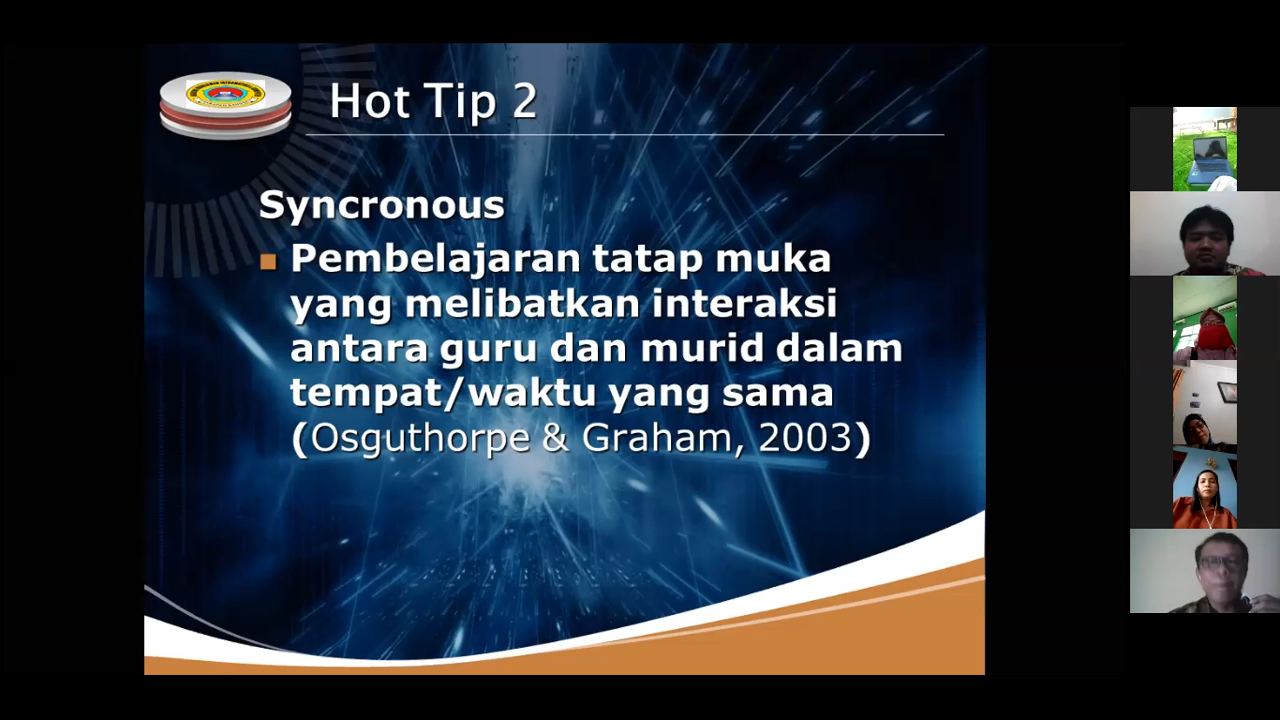 Hot Tip 2
Syncronous
Pembelajaran tatap muka
yang melibatkan interaksi
antara guru dan murid dalam
tempat/waktu yang sama
(Osguthorpe & Graham, 2003)